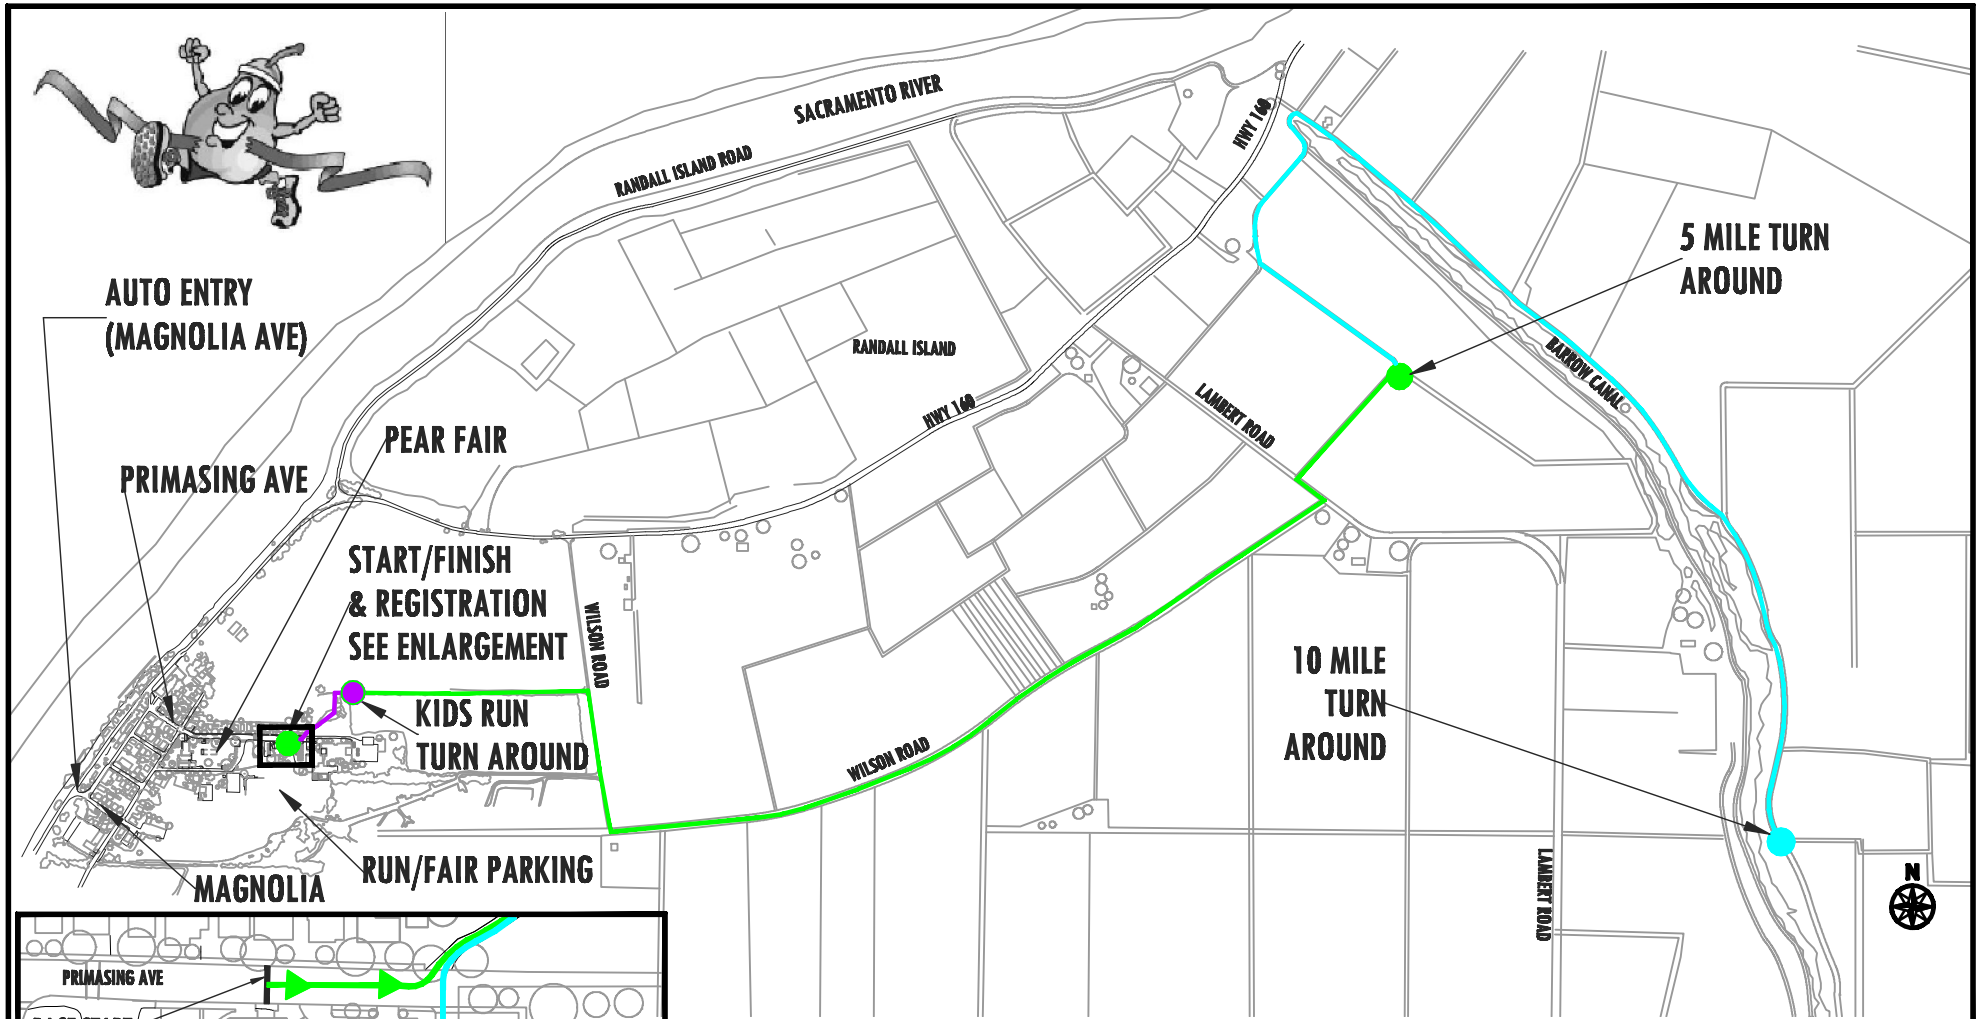 SACRAMENTO RIVER
RANDALL ISLAND ROAD
HWY 160
5 MILE TURN
AROUND
AUTO ENTRY
(MAGNOLIA AVE)
RANDALL ISLAND
BARROW CANAL
HWY 160
LAMBERT ROAD
PEAR FAIR
PRIMASING AVE
START/FINISH
& REGISTRATION
SEE ENLARGEMENT
WILSON ROAD
10 MILE
TURN
AROUND
KIDS RUN
TURN AROUND
WILSON ROAD
RUN/FAIR PARKING
MAGNOLIA
LAMBERT ROAD
N
PRIMASING AVE
RACE START